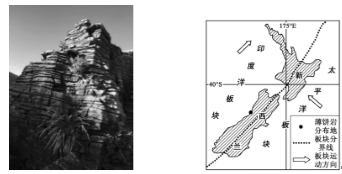 175°E
印
度
洋
板
块
新
西
兰
太
平
洋
板
块
40°S
薄饼岩
分布地
板块分
界线
板块运
动方向